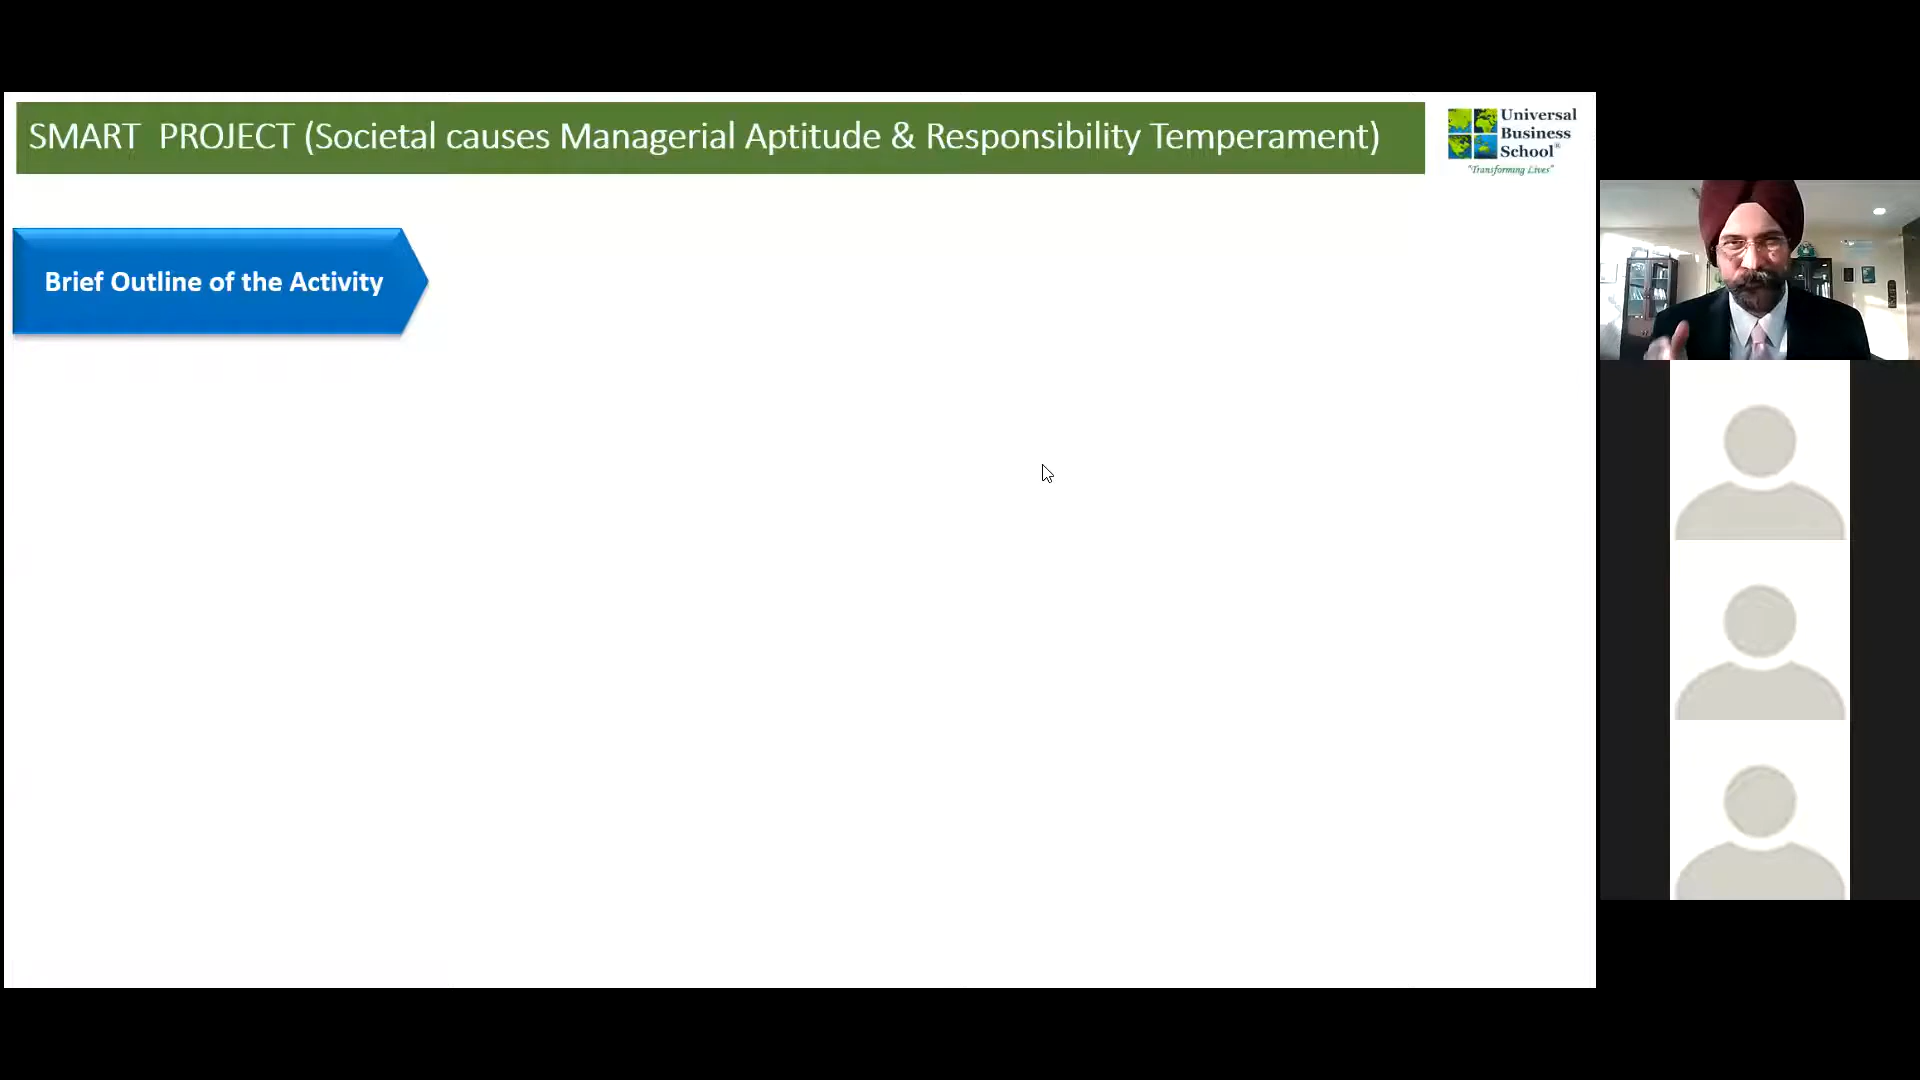 SMART PROJECT (Societal causes Managerial Aptitude & Responsibility Temperament)
Universal
Business
School®
"Transforming Lives"
Brief Outline of the Activity